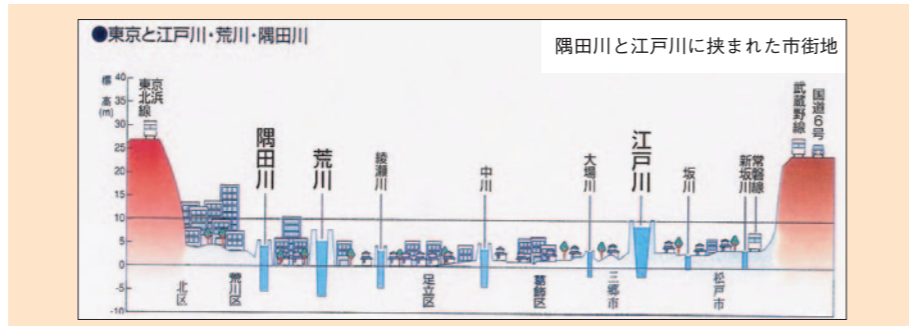 ●東京と江戸川・荒川・隅田川
隅田川と江戸川に挟まれた市街地
標高(m)
40
35
30
25
20
15
10
5
0
-5
-10
東京
北浜線
隅田川
荒川
綾瀬川
中川
大場川
江戸川
坂川
新坂川
常磐線
武蔵野線
国道6号
北区
荒川区
足立区
葛飾区
三郷市
松戸市